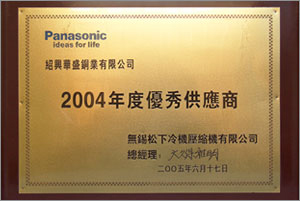 Panasonic
ideas for life
紹興華盛銅業有限公司
2004年度優秀供應商
無錫松下冷機壓縮機有限公司
總經理：
二00五年六月十七日